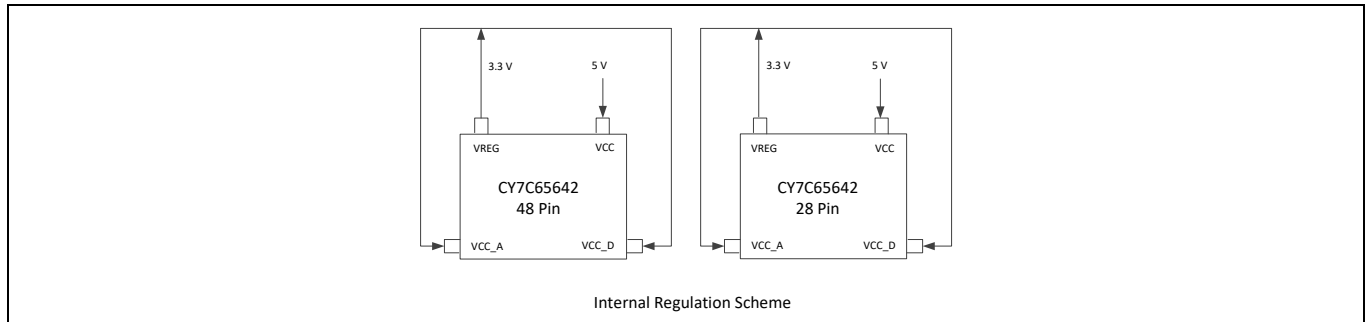 3.3 V
5 V
VREG
VCC
CY7C65642
48 Pin
VCC_A
VCC_D
3.3 V
5 V
VREG
VCC
CY7C65642
28 Pin
VCC_A
VCC_D
Internal Regulation Scheme